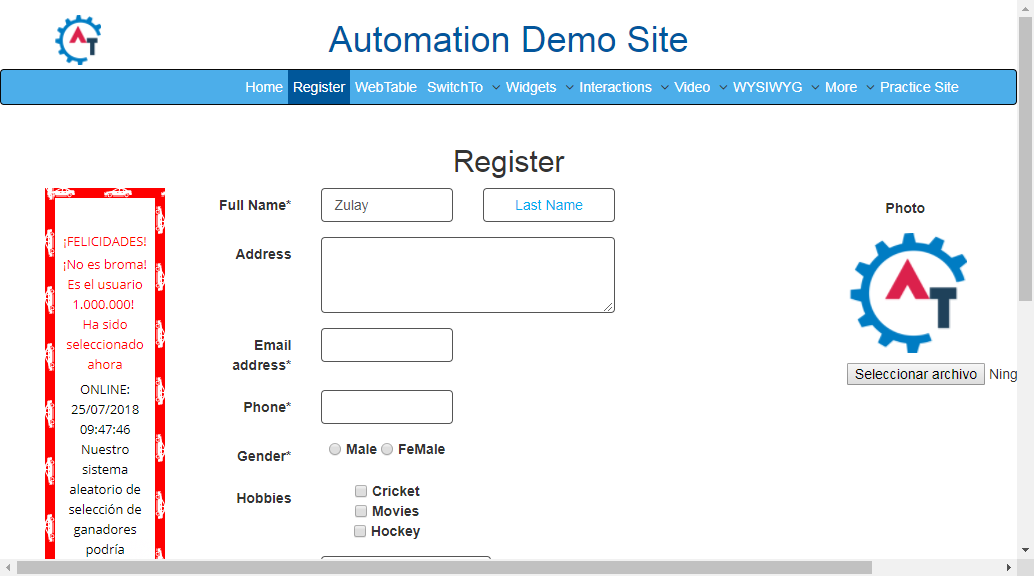 AT
Automation Demo Site
Home Register WebTable SwitchTo Widgets Interactions Video WYSIWYG More Practice Site
Register
¡FELICIDADES!
¡No es broma!
Es el usuario
1.000.000!
Ha sido
seleccionado
ahora
ONLINE:
25/07/2018
09:47:46
Nuestro
sistema
aleatorio de
selección de
ganadores
podría
Full Name* Zulay Last Name
Address
Email
address*
Phone*
Gender* Male FeMale
Hobbies
Cricket
Movies
Hockey
Photo
AT
Seleccionar archivo Ning